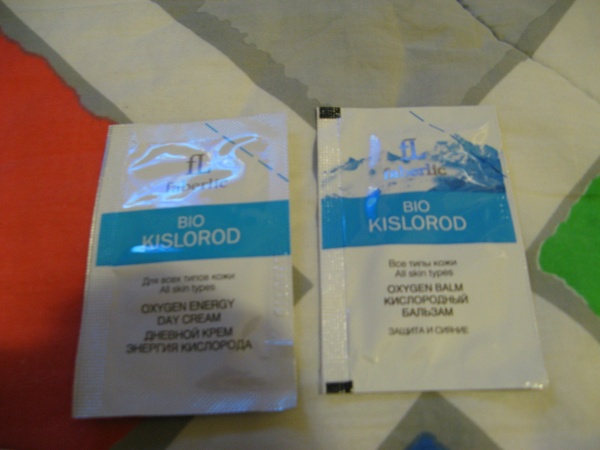 fL
faberlic
BIO
KISLOROD
Для всех типов кожи
All skin types
OXYGEN ENERGY
DAY CREAM
ДНЕВНОЙ КРЕМ
ЭНЕРГИЯ КИСЛОРОДА
fL
faberlic
BIO
KISLOROD
Все типы кожи
All skin types
OXYGEN BALM
КИСЛОРОДНЫЙ
БАЛЬЗАМ
ЗАЩИТА И СИЯНИЕ